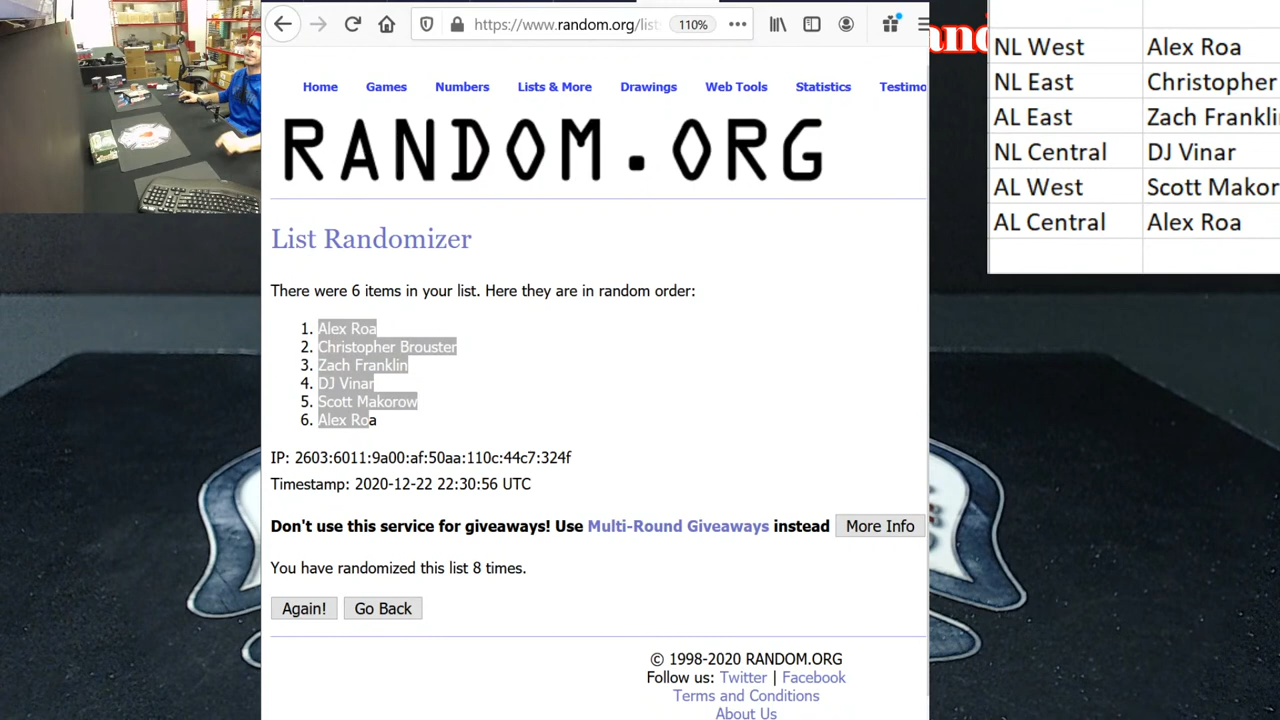 https://www.random.org/list
110%
Home Games Numbers Lists & More Drawings Web Tools Statistics Testimo
RANDOM.ORG
List Randomizer
There were 6 items in your list. Here they are in random order:
1. Alex Roa
2. Christopher Brouster
3. Zach Franklin
4. DJ Vinar
5. Scott Makorow
6. Alex Roa
IP: 2603:6011:9a00:af:50aa:110c:44c7:324f
Timestamp: 2020-12-22 22:30:56 UTC
Don't use this service for giveaways! Use Multi-Round Giveaways instead More Info
You have randomized this list 8 times.
Again! Go Back
© 1998-2020 RANDOM.ORG
Follow us: Twitter | Facebook
Terms and Conditions
About Us
NL West Alex Roa
NL East Christopher
AL East Zach Franklin
NL Central DJ Vinar
AL West Scott Makor
AL Central Alex Roa